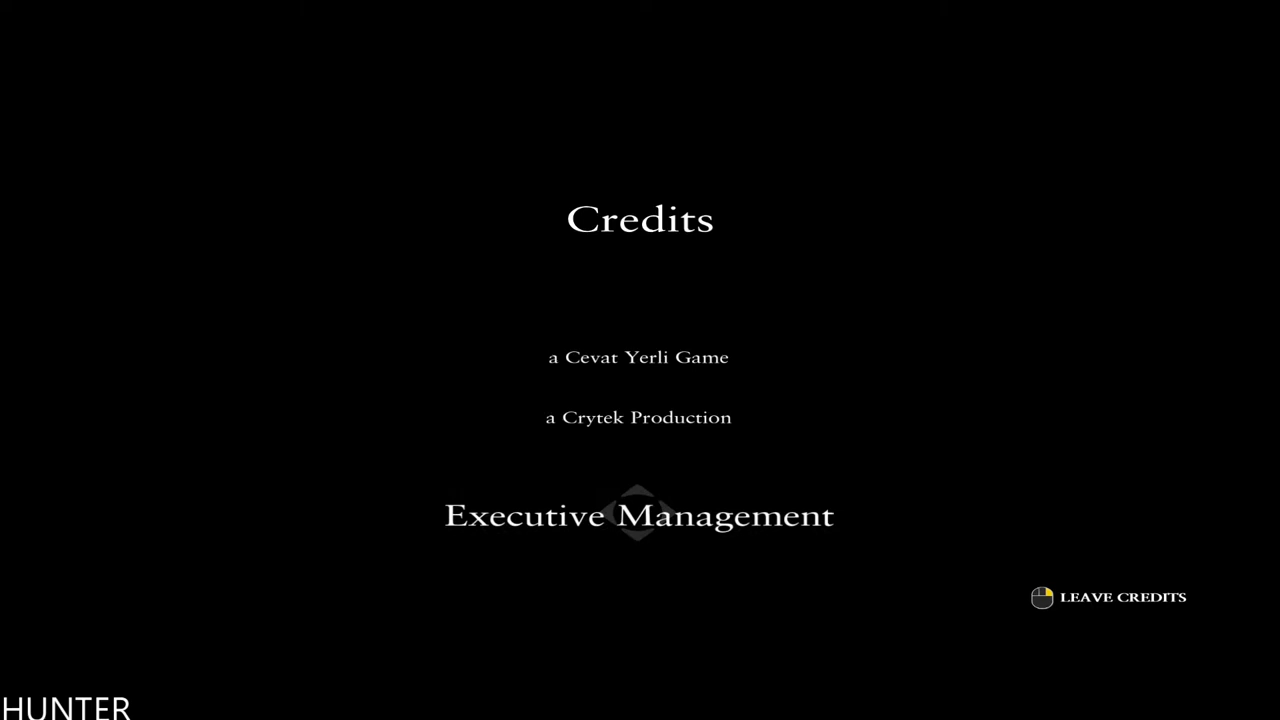 Credits
a Cevat Yerli Game
a Crytek Production
Executive Management
LEAVE CREDITS
HUNTER